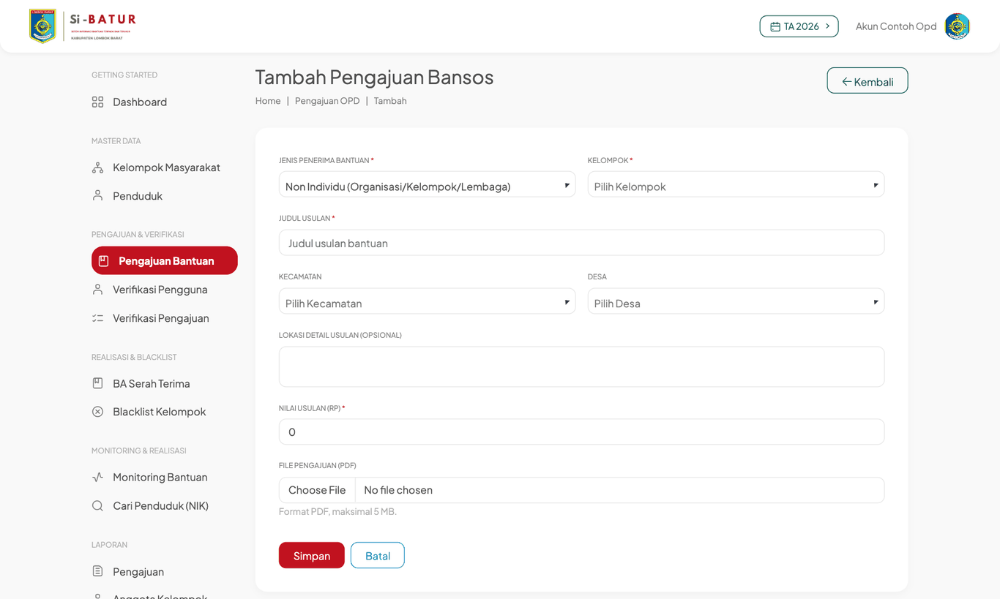 LOMBOK BARAT
Si-BATUR
KABUPATEN LOMBOK BARAT
TA 2026
Akun Contoh Opd
GETTING STARTED
Dashboard
MASTER DATA
Kelompok Masyarakat
Penduduk
PENGAJUAN & VERIFIKASI
Pengajuan Bantuan
Verifikasi Pengguna
Verifikasi Pengajuan
REALISASI & BLACKLIST
BA Serah Terima
Blacklist Kelompok
MONITORING & REALISASI
Monitoring Bantuan
Cari Penduduk (NIK)
LAPORAN
Pengajuan
Anggota Kelompok
Tambah Pengajuan Bansos
Home | Pengajuan OPD | Tambah
Kembali
JENIS PENERIMA BANTUAN *
Non Individu (Organisasi/Kelompok/Lembaga)
KELOMPOK *
Pilih Kelompok
JUDUL USULAN *
Judul usulan bantuan
KECAMATAN
Pilih Kecamatan
DESA
Pilih Desa
LOKASI DETAIL USULAN (OPSIONAL)
NILAI USULAN (RP) *
0
FILE PENGAJUAN (PDF)
Choose File No file chosen
Format PDF, maksimal 5 MB.
Simpan
Batal